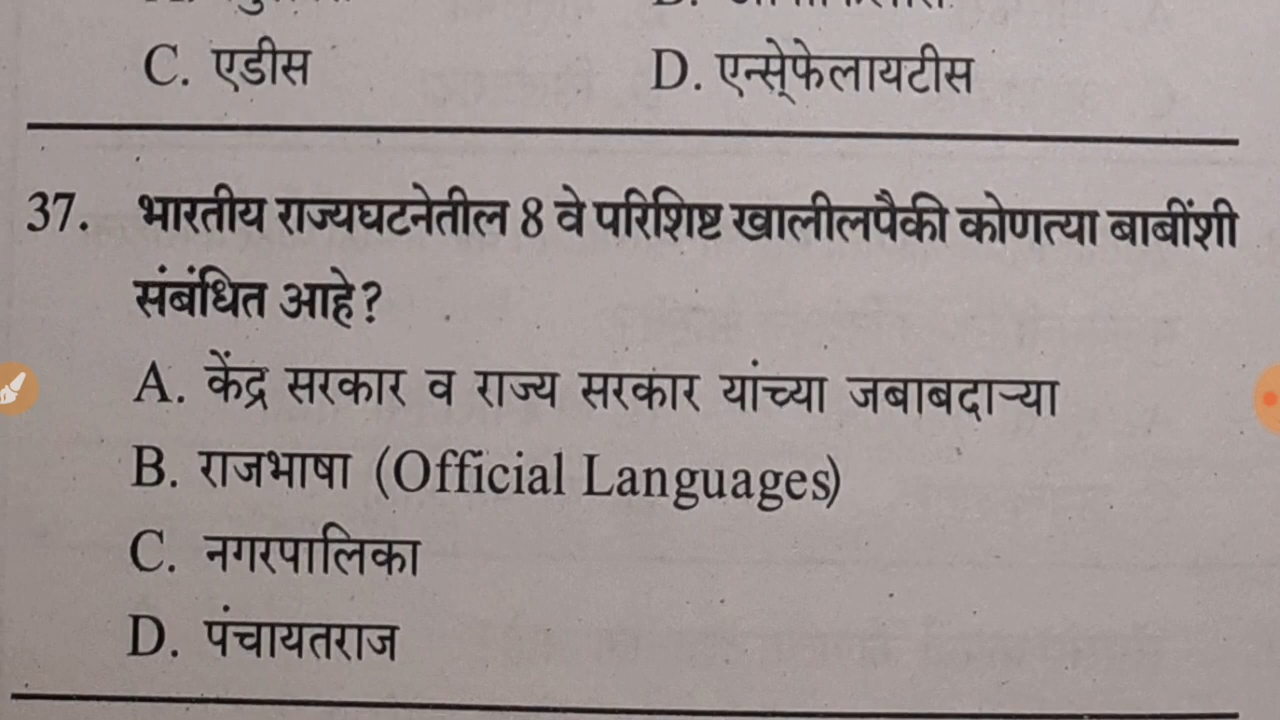 C. एडीस D. एन्से्फेलायटीस
37. भारतीय राज्यघटनेतील 8 वे परिशिष्ट खालीलपैकी कोणत्या बाबींशी
संबंधित आहे?
A. केंद्र सरकार व राज्य सरकार यांच्या जबाबदाऱ्या
B. राजभाषा (Official Languages)
C. नगरपालिका
D. पंचायतराज